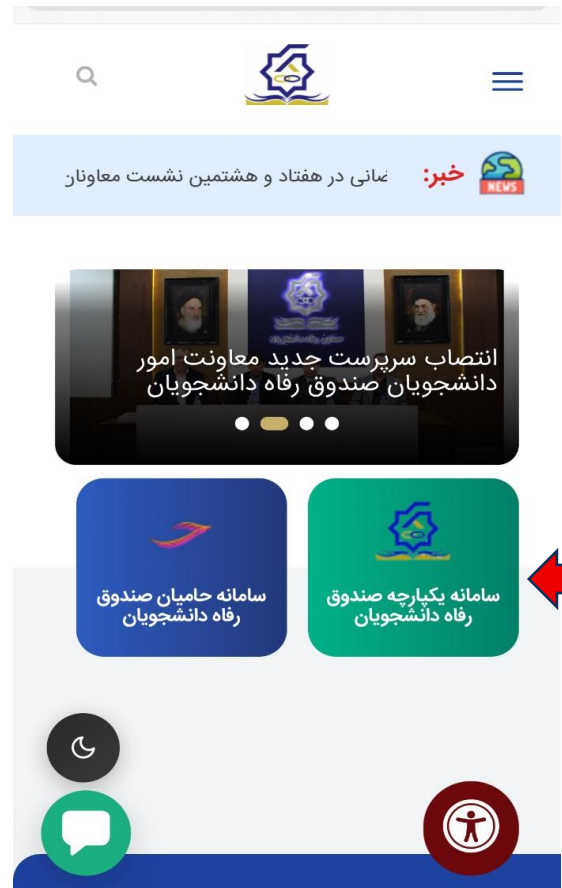 خبر:
ضانی در هفتاد و هشتمین نشست معاونان
NEWS
انتصاب سرپرست جدید معاونت امور
دانشجویان صندوق رفاه دانشجویان
سامانه یکپارچه صندوق
رفاه دانشجویان
سامانه حامیان صندوق
رفاه دانشجویان